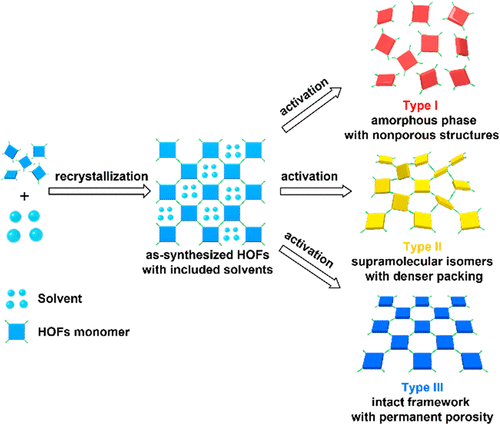 +
recrystallization
as-synthesized HOFs
with included solvents
Solvent
HOFs monomer
activation
Type I
amorphous phase
with nonporous structures
activation
Type II
supramolecular isomers
with denser packing
activation
Type III
intact framework
with permanent porosity